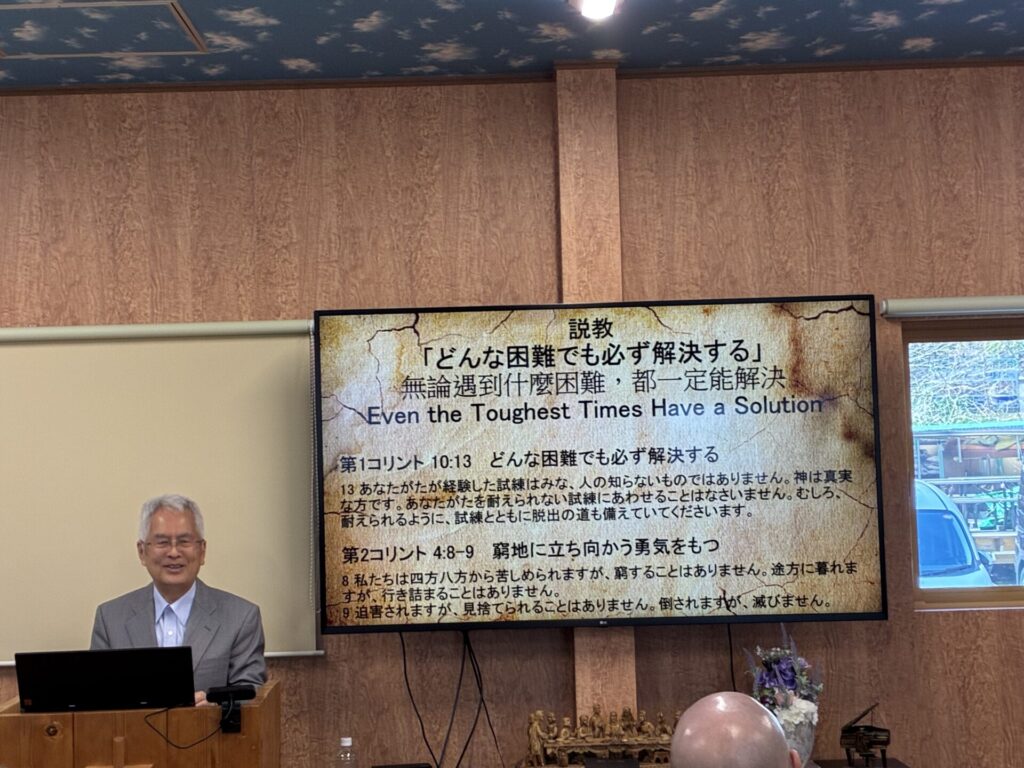 説教
「どんな困難でも必ず解決する」
無論遇到什麼困難，都一定能解決
Even the Toughest Times Have a Solution
第1コリント 10:13　どんな困難でも必ず解決する
13 あなたがたが経験した試練はみな、人の知らないものではありません。神は真実
な方です。あなたがたを耐えられない試練にあわせることはなさいません。むしろ、
耐えられるように、試練とともに脱出の道も備えていてくださいます。
第2コリント 4:8-9　窮地に立ち向かう勇気をもつ
8 私たちは四方八方から苦しめられますが、窮することはありません。途方に暮れま
すが、行き詰まることはありません。
9 迫害されますが、見捨てられることはありません。倒されますが、滅びません。
LG